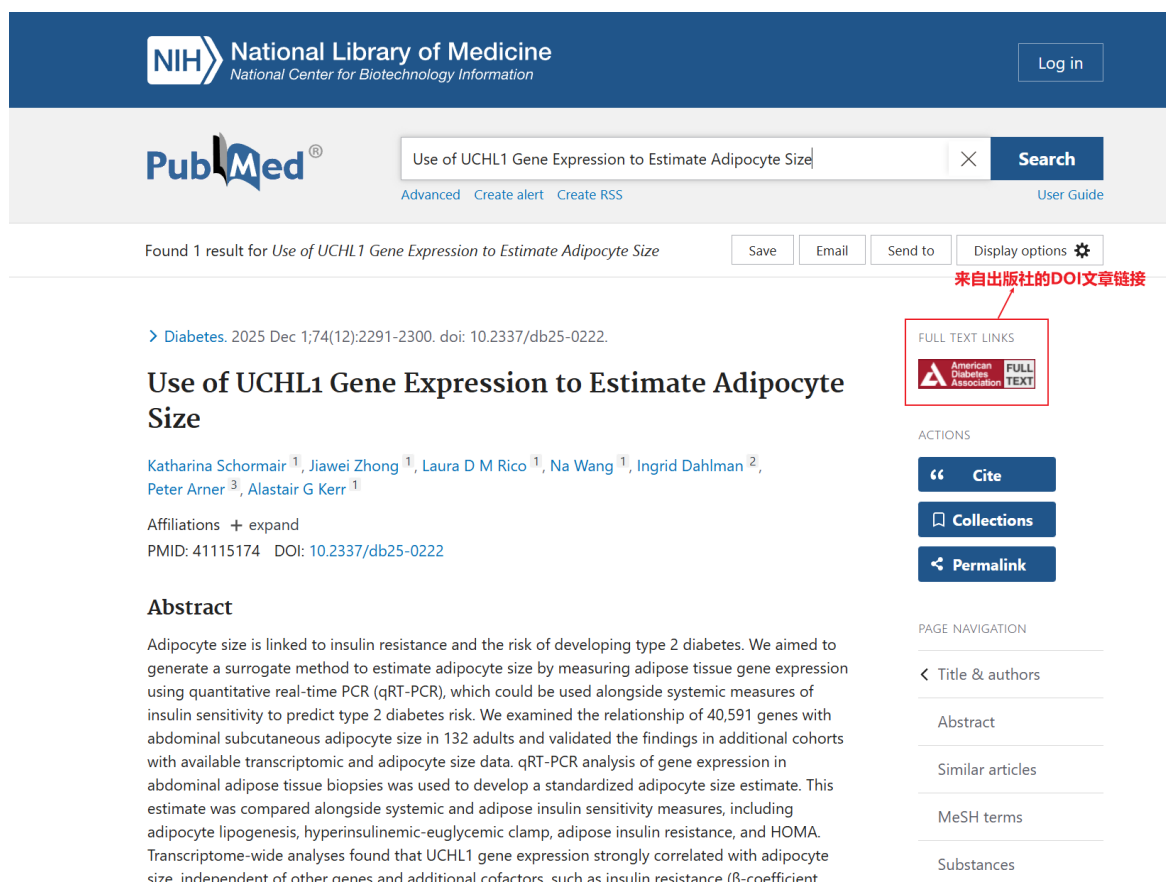 NIH National Library of Medicine
National Center for Biotechnology Information
Log in
PubMed®
Use of UCHL1 Gene Expression to Estimate Adipocyte Size
Search
Advanced Create alert Create RSS
User Guide
Found 1 result for Use of UCHL1 Gene Expression to Estimate Adipocyte Size
Save
Email
Send to
Display options
来自出版社的DOI文章链接
Diabetes. 2025 Dec 1;74(12):2291-2300. doi: 10.2337/db25-0222.
Use of UCHL1 Gene Expression to Estimate Adipocyte
Size
Katharina Schormair 1, Jiawei Zhong 1, Laura D M Rico 1, Na Wang 1, Ingrid Dahlman 2,
Peter Arner 3, Alastair G Kerr 1
Affiliations + expand
PMID: 41115174 DOI: 10.2337/db25-0222
Abstract
Adipocyte size is linked to insulin resistance and the risk of developing type 2 diabetes. We aimed to
generate a surrogate method to estimate adipocyte size by measuring adipose tissue gene expression
using quantitative real-time PCR (qRT-PCR), which could be used alongside systemic measures of
insulin sensitivity to predict type 2 diabetes risk. We examined the relationship of 40,591 genes with
abdominal subcutaneous adipocyte size in 132 adults and validated the findings in additional cohorts
with available transcriptomic and adipocyte size data. qRT-PCR analysis of gene expression in
abdominal adipose tissue biopsies was used to develop a standardized adipocyte size estimate. This
estimate was compared alongside systemic and adipose insulin sensitivity measures, including
adipocyte lipogenesis, hyperinsulinemic-euglycemic clamp, adipose insulin resistance, and HOMA.
Transcriptome-wide analyses found that UCHL1 gene expression strongly correlated with adipocyte
size, independent of other genes and additional cofactors, such as insulin resistance (β-coefficient
FULL TEXT LINKS
American
Diabetes
Association
FULL
TEXT
ACTIONS
Cite
Collections
Permalink
PAGE NAVIGATION
Title & authors
Abstract
Similar articles
MeSH terms
Substances